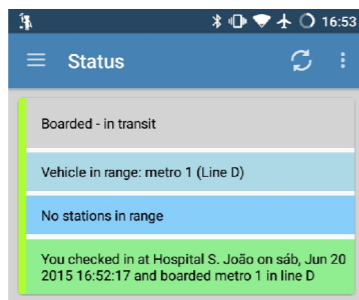 16:53
Status
Boarded - in transit
Vehicle in range: metro 1 (Line D)
No stations in range
You checked in at Hospital S. João on sáb, Jun 20
2015 16:52:17 and boarded metro 1 in line D